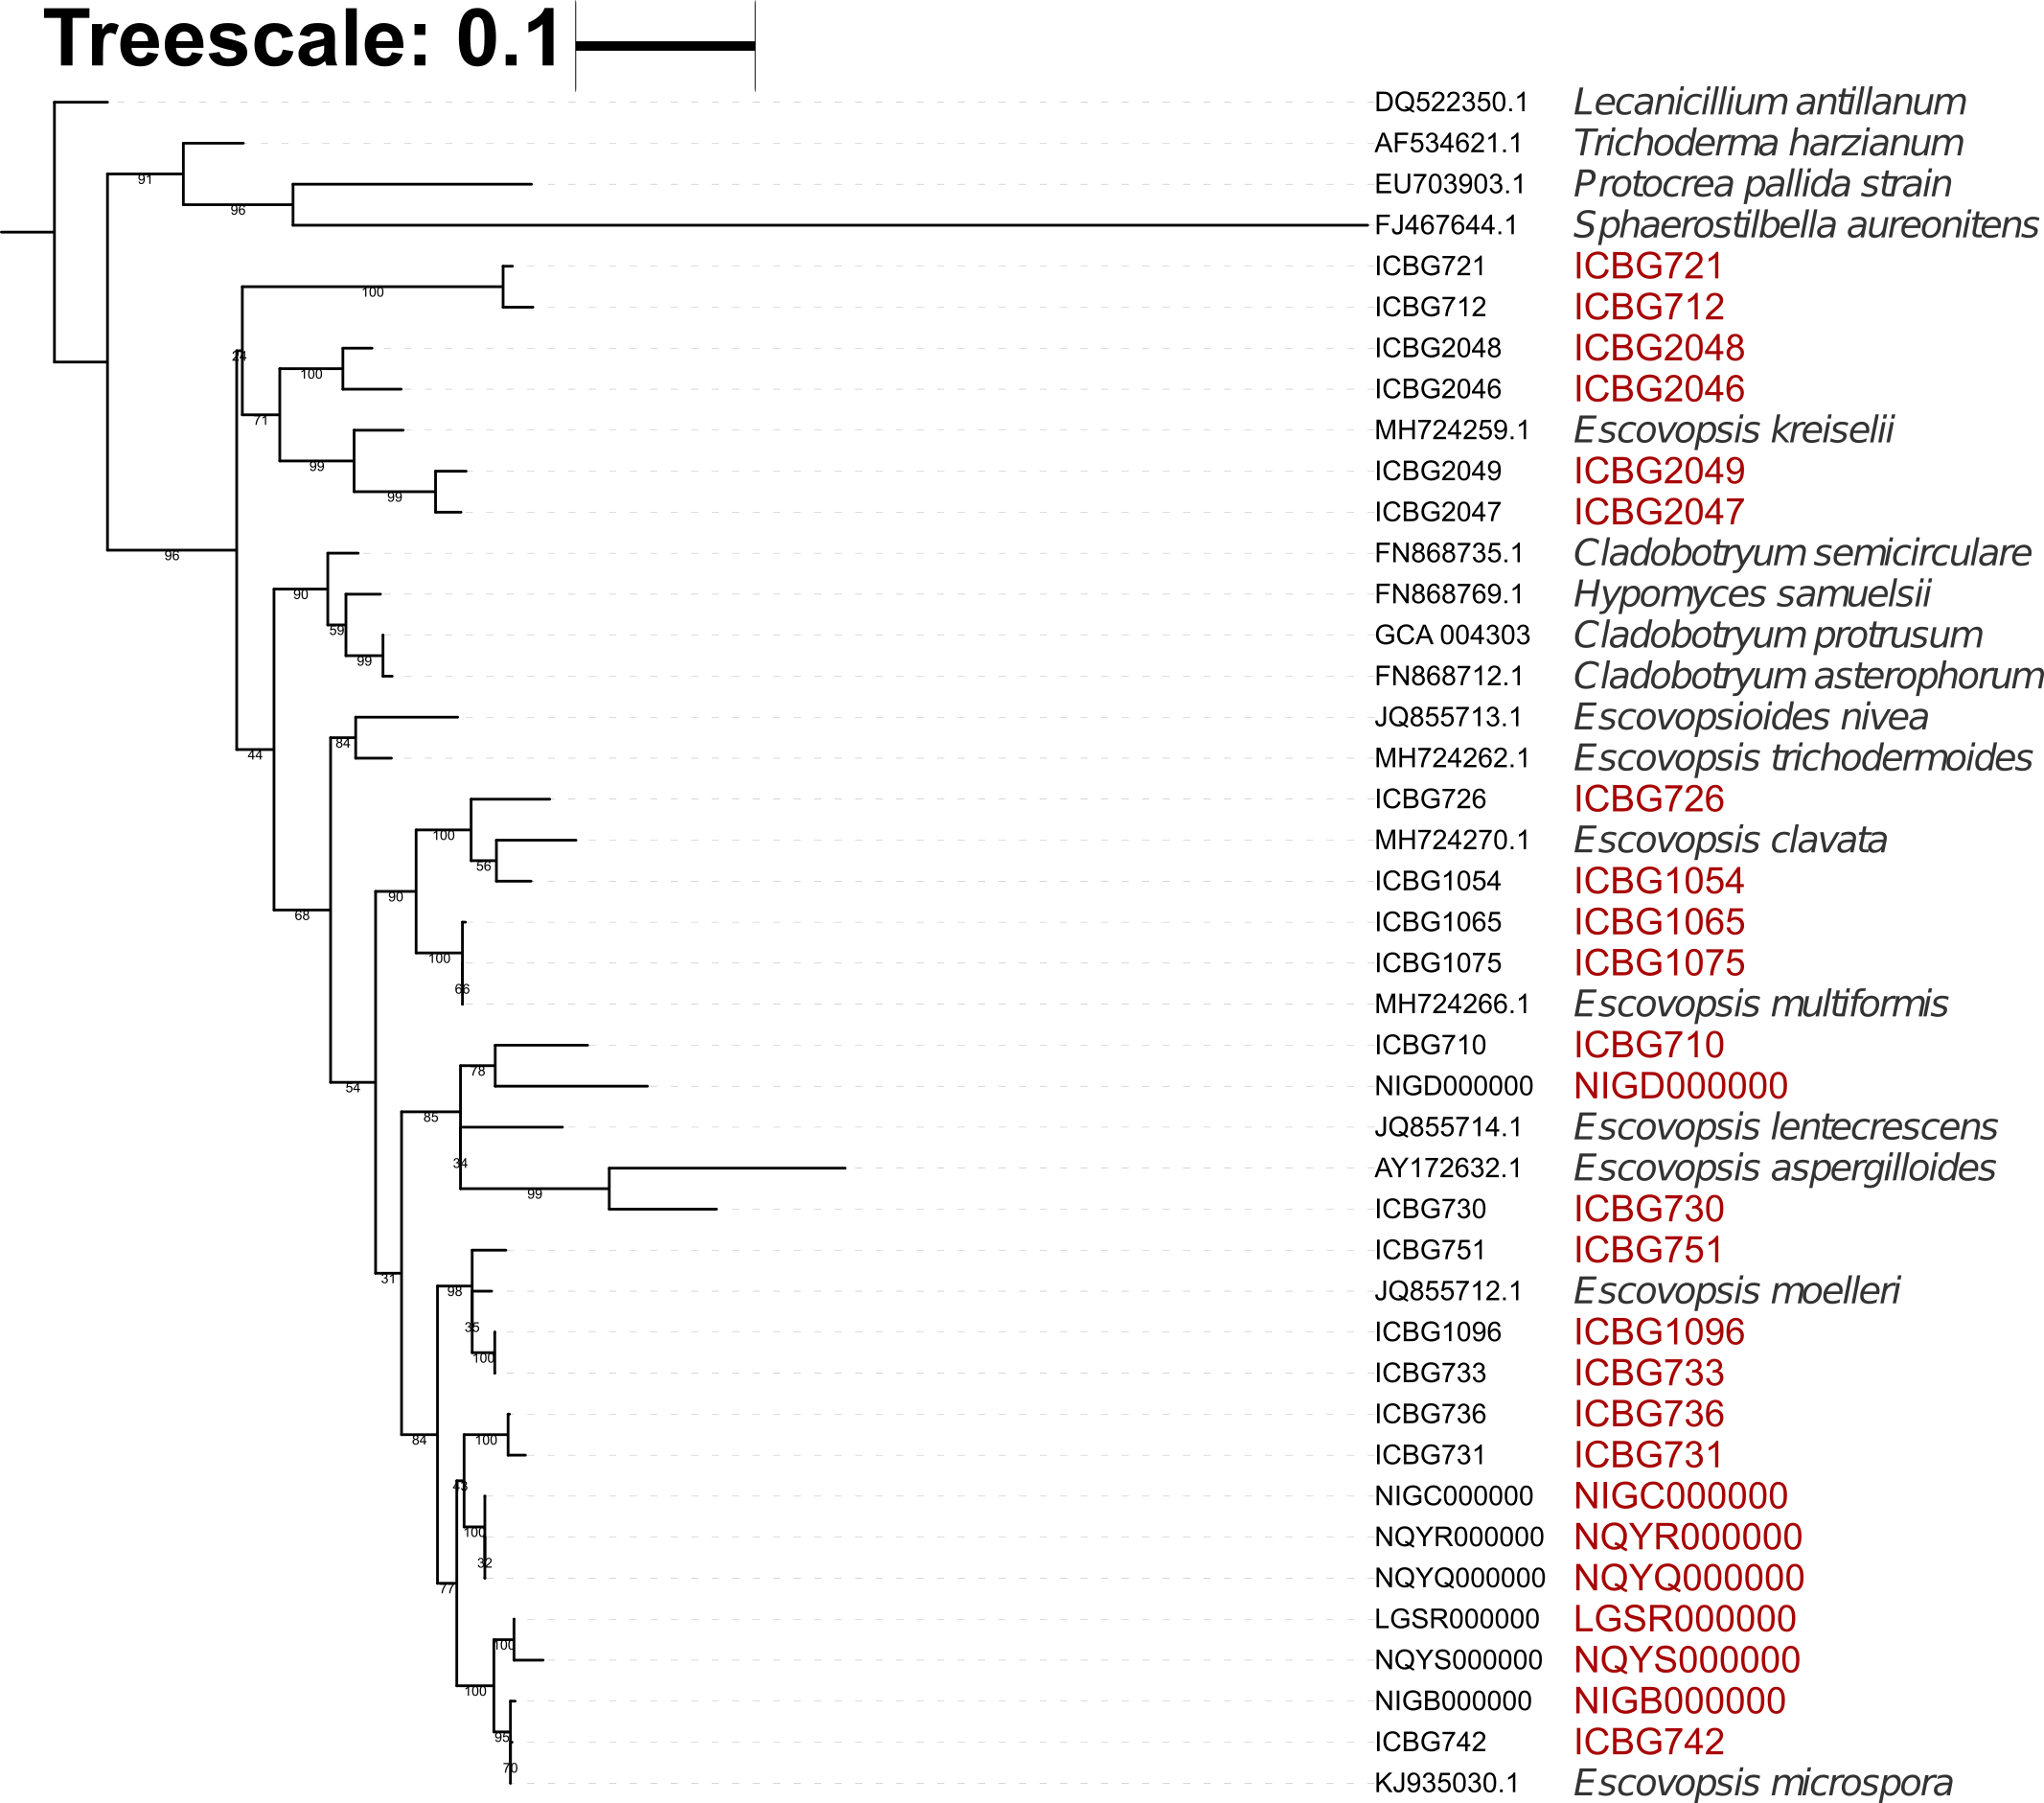 Treescale: 0.1
DQ522350.1 Lecanicillium antillanum
AF534621.1 Trichoderma harzianum
91
EU703903.1 Protocrea pallida strain
96
FJ467644.1 Sphaerostilbella aureonitens
ICBG721 ICBG721
100
ICBG712 ICBG712
ICBG2048 ICBG2048
24
100
ICBG2046 ICBG2046
71
MH724259.1 Escovopsis kreiselii
99
ICBG2049 ICBG2049
99
ICBG2047 ICBG2047
96
FN868735.1 Cladobotryum semicirculare
90
FN868769.1 Hypomyces samuelsii
59
GCA 004303 Cladobotryum protrusum
99
FN868712.1 Cladobotryum asterophorum
JQ855713.1 Escovopsioides nivea
84
44
MH724262.1 Escovopsis trichodermoides
ICBG726 ICBG726
100
MH724270.1 Escovopsis clavata
56
ICBG1054 ICBG1054
90
68
ICBG1065 ICBG1065
100
ICBG1075 ICBG1075
66
MH724266.1 Escovopsis multiformis
ICBG710 ICBG710
78
54
NIGD000000 NIGD000000
85
JQ855714.1 Escovopsis lentecrescens
34
AY172632.1 Escovopsis aspergilloides
99
ICBG730 ICBG730
ICBG751 ICBG751
31
98
JQ855712.1 Escovopsis moelleri
35
ICBG1096 ICBG1096
100
ICBG733 ICBG733
ICBG736 ICBG736
84
100
ICBG731 ICBG731
43
NIGC000000 NIGC000000
100
NQYR000000 NQYR000000
32
NQYQ000000 NQYQ000000
77
LGSR000000 LGSR000000
100
NQYS000000 NQYS000000
100
NIGB000000 NIGB000000
95
ICBG742 ICBG742
70
KJ935030.1 Escovopsis microspora